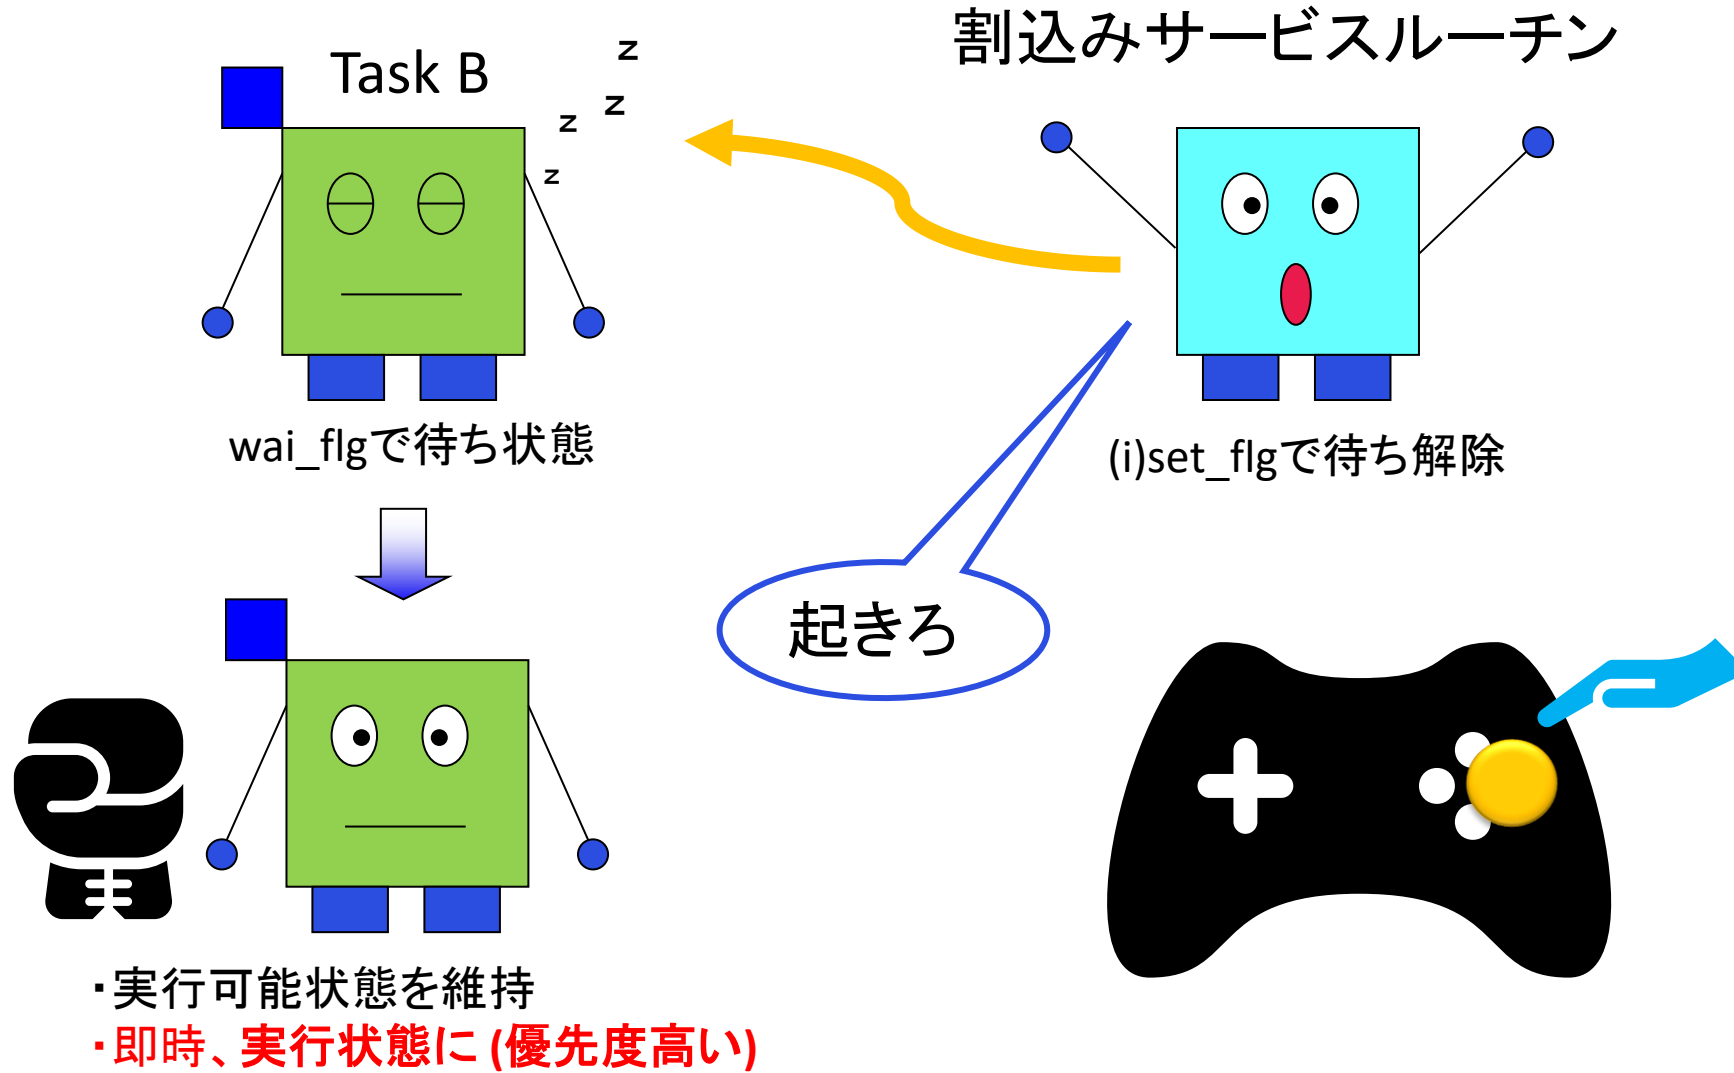 Task B
z
z
z
z
割込みサービスルーチン
wai_flgで待ち状態
(i)set_flgで待ち解除
起きろ
・実行可能状態を維持
・即時、実行状態に (優先度高い)